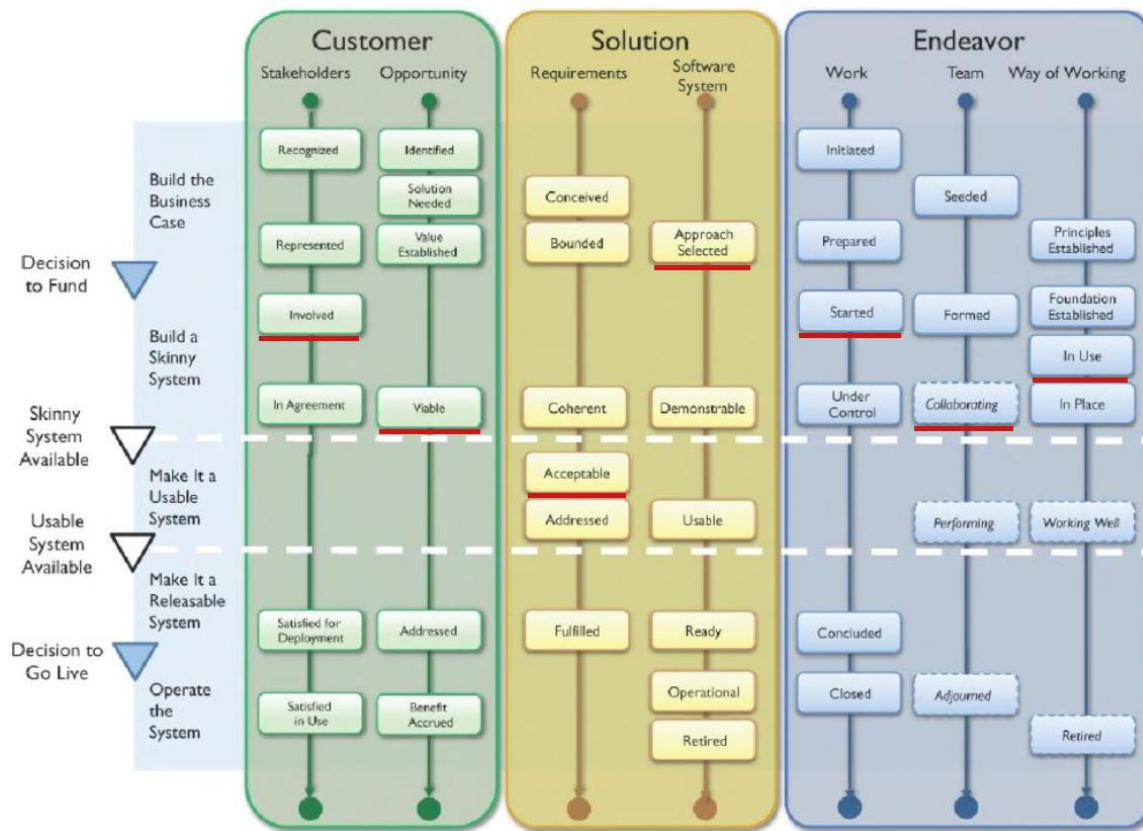 Customer
Solution
Endeavor
Stakeholders
Opportunity
Requirements
Software
System
Work
Team
Way of Working
Build the
Business
Case
Recognized
Identified
Initiated
Solution
Needed
Conceived
Seeded
Represented
Value
Established
Bounded
Approach
Selected
Prepared
Principles
Established
Decision
to Fund
Build a
Skinny
System
Involved
Started
Formed
Foundation
Established
In Use
In Agreement
Viable
Coherent
Demonstrable
Under
Control
Collaborating
In Place
Skinny
System
Available
Make It a
Usable
System
Acceptable
Addressed
Usable
Performing
Working Well
Usable
System
Available
Make It a
Releasable
System
Satisfied for
Deployment
Addressed
Fulfilled
Ready
Concluded
Decision to
Go Live
Operate
the
System
Operational
Closed
Adjourned
Satisfied
in Use
Benefit
Accrued
Retired
Retired